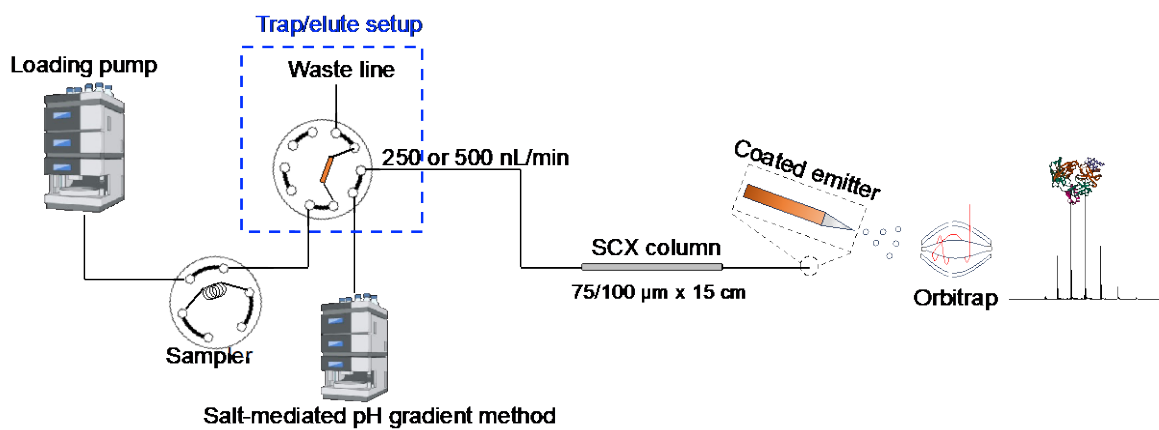 Trap/elute setup
Loading pump
Waste line
250 or 500 nL/min
Coated emitter
SCX column
75/100 µm x 15 cm
Orbitrap
Sampler
Salt-mediated pH gradient method